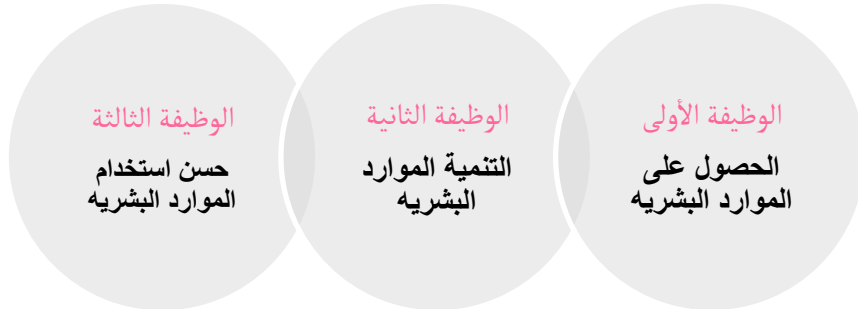 الوظيفة الأولى
الحصول على
الموارد البشريه
الوظيفة الثانية
التنمية الموارد
البشريه
الوظيفة الثالثة
حسن استخدام
الموارد البشريه